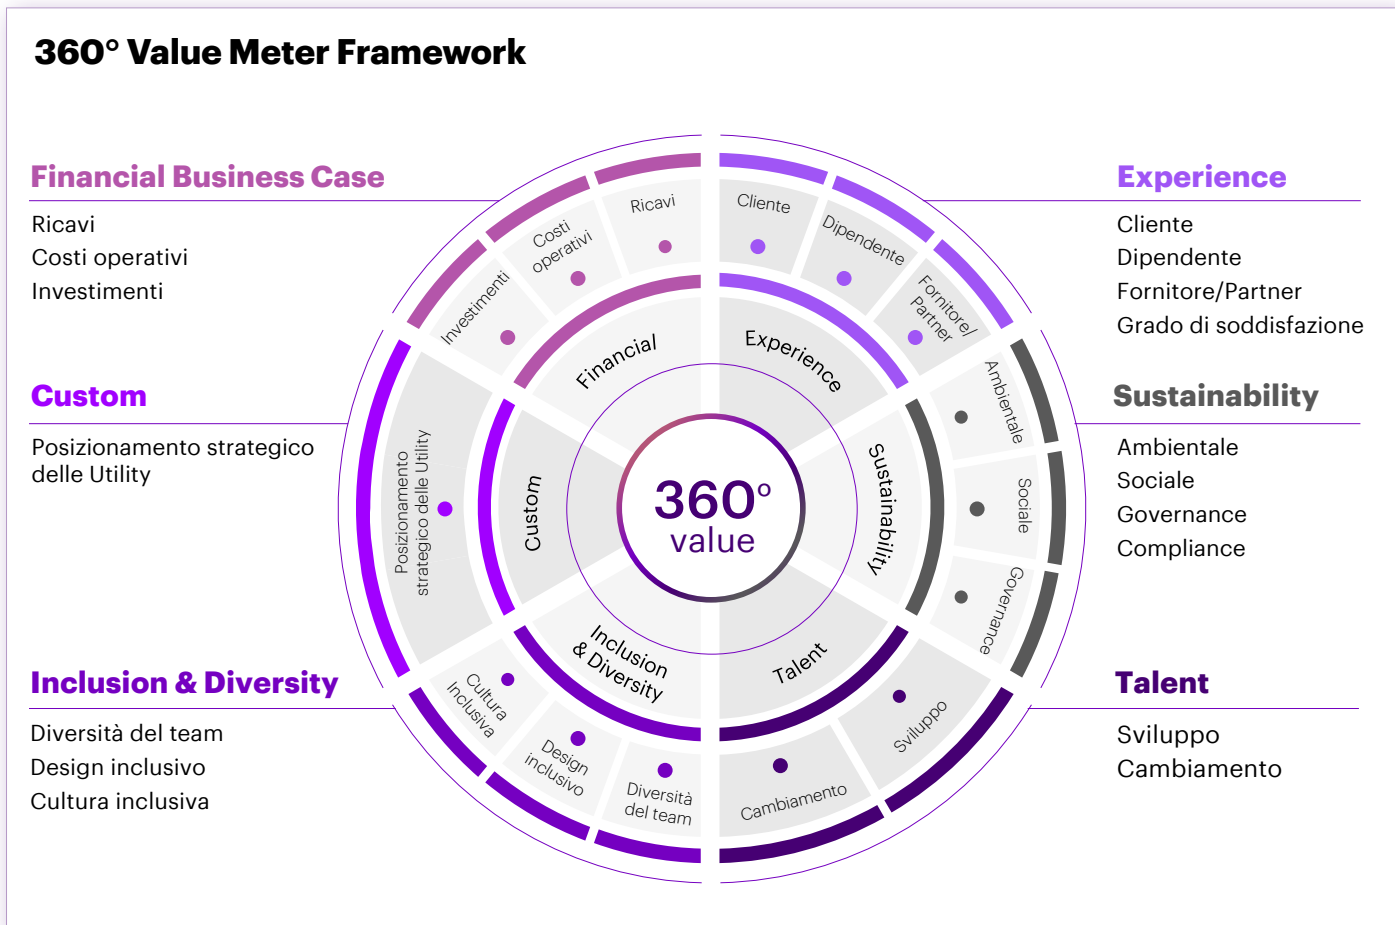 360° Value Meter Framework
Financial Business Case
Ricavi
Costi operativi
Investimenti
Custom
Posizionamento strategico
delle Utility
Inclusion & Diversity
Diversità del team
Design inclusivo
Cultura inclusiva
Experience
Cliente
Dipendente
Fornitore/Partner
Grado di soddisfazione
Sustainability
Ambientale
Sociale
Governance
Compliance
Talent
Sviluppo
Cambiamento
Ricavi
Costi
operativi
Investimenti
Financial
Cliente
Dipendente
Fornitore/
Partner
Experience
Ambientale
Sociale
Governance
Sustainability
Sviluppo
Cambiamento
Talent
Diversità
del team
Design
inclusivo
Cultura
Inclusiva
Inclusion
& Diversity
Posizionamento
strategico delle Utility
Custom
360°
value